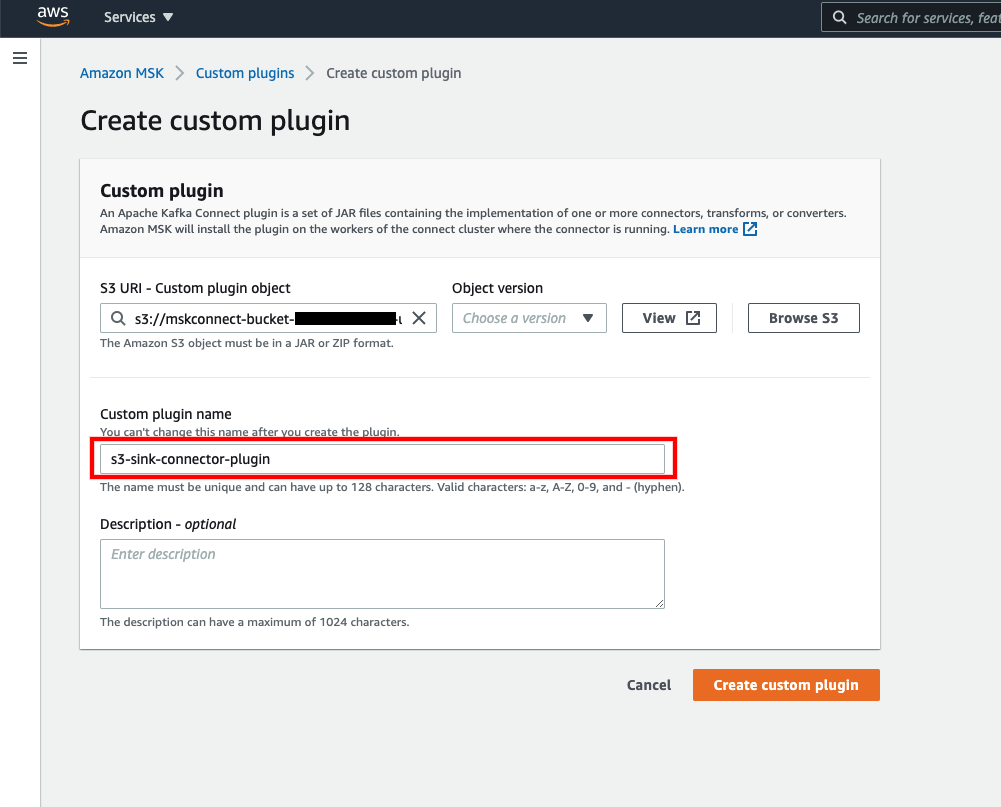 aws Services ▼ Search for services, fea
Amazon MSK > Custom plugins > Create custom plugin
Create custom plugin
Custom plugin
An Apache Kafka Connect plugin is a set of JAR files containing the implementation of one or more connectors, transforms, or converters.
Amazon MSK will install the plugin on the workers of the connect cluster where the connector is running. Learn more
S3 URI - Custom plugin object Object version
s3://mskconnect-bucket- Choose a version View Browse S3
The Amazon S3 object must be in a JAR or ZIP format.
Custom plugin name
You can't change this name after you create the plugin.
s3-sink-connector-plugin
The name must be unique and can have up to 128 characters. Valid characters: a-z, A-Z, 0-9, and - (hyphen).
Description - optional
Enter description
The description can have a maximum of 1024 characters.
Cancel Create custom plugin